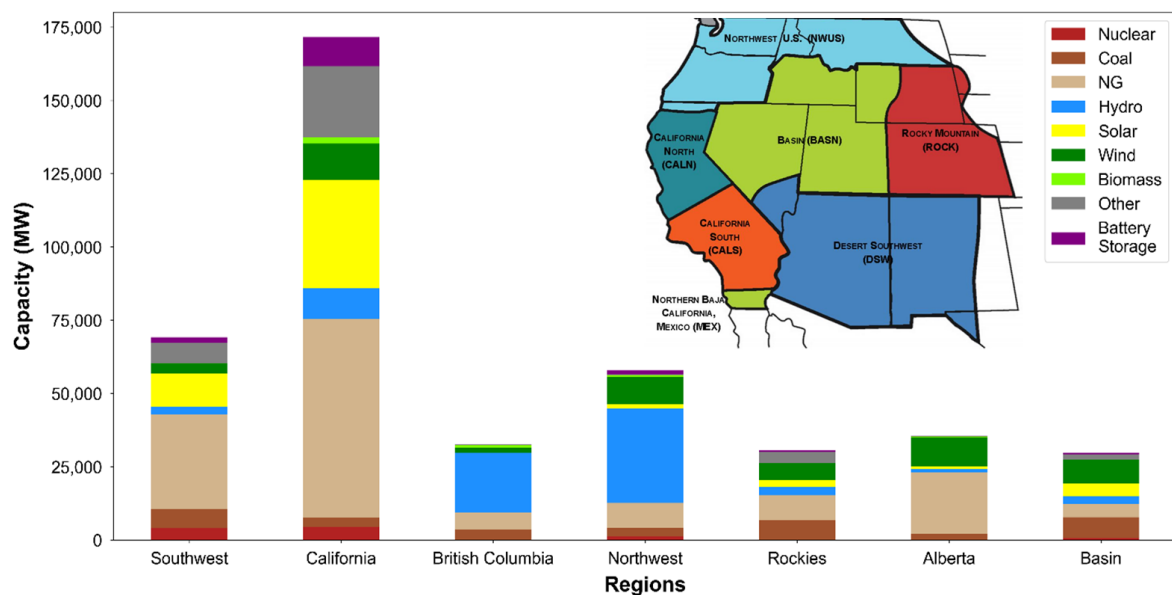 175,000
150,000
125,000
100,000
75,000
50,000
25,000
0
Capacity (MW)
Southwest
California
British Columbia
Northwest
Rockies
Alberta
Basin
Regions
NORTHWEST U.S. (NWUS)
CALIFORNIA
NORTH
(CALN)
BASIN (BASN)
ROCKY MOUNTAIN
(ROCK)
CALIFORNIA
SOUTH
(CALS)
DESERT SOUTHWEST
(DSW)
NORTHERN BAJA
CALIFORNIA,
MEXICO (MEX)
Nuclear
Coal
NG
Hydro
Solar
Wind
Biomass
Other
Battery
Storage